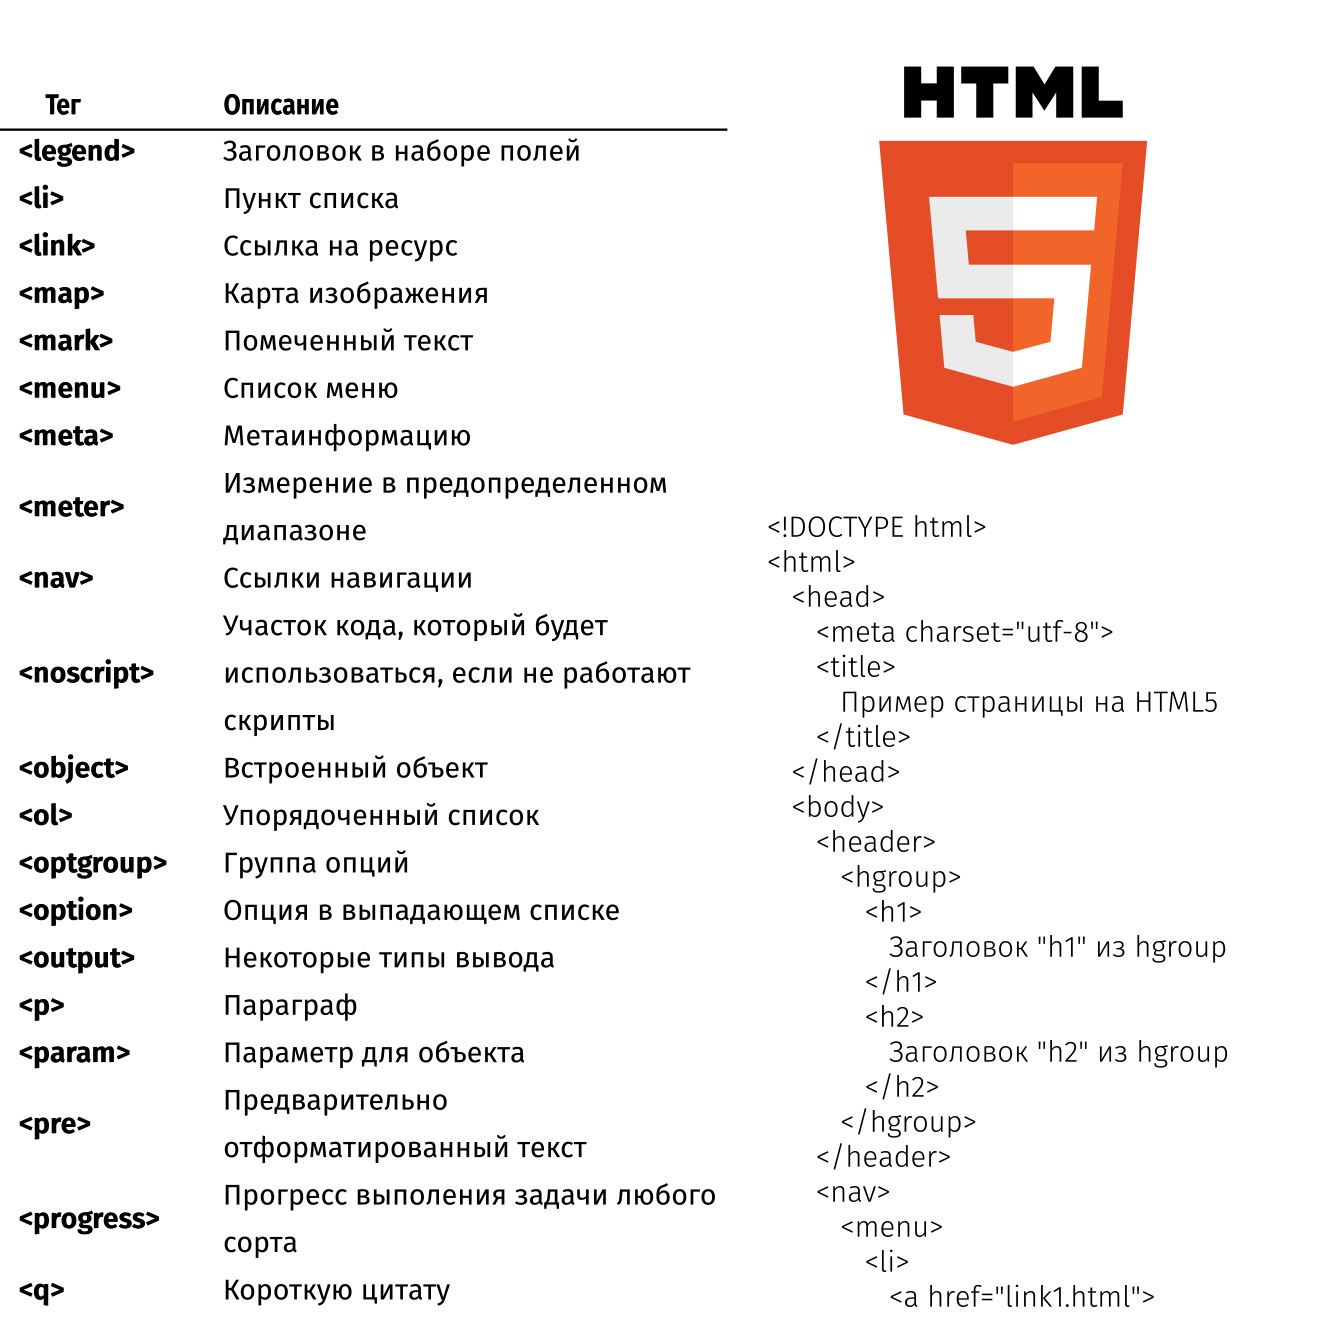 Тег Описание
<legend> Заголовок в наборе полей
<li> Пункт списка
<link> Ссылка на ресурс
<map> Карта изображения
<mark> Помеченный текст
<menu> Список меню
<meta> Метаинформацию
<meter> Измерение в предопределенном
диапазоне
<nav> Ссылки навигации
<noscript> Участок кода, который будет
использоваться, если не работают
скрипты
<object> Встроенный объект
<ol> Упорядоченный список
<optgroup> Группа опций
<option> Опция в выпадающем списке
<output> Некоторые типы вывода
<p> Параграф
<param> Параметр для объекта
<pre> Предварительно
отформатированный текст
<progress> Прогресс выполения задачи любого
сорта
<q> Короткую цитату
HTML
5
<!DOCTYPE html>
<html>
<head>
<meta charset="utf-8">
<title>
Пример страницы на HTML5
</title>
</head>
<body>
<header>
<hgroup>
<h1>
Заголовок "h1" из hgroup
</h1>
<h2>
Заголовок "h2" из hgroup
</h2>
</hgroup>
</header>
<nav>
<menu>
<li>
<a href="link1.html">